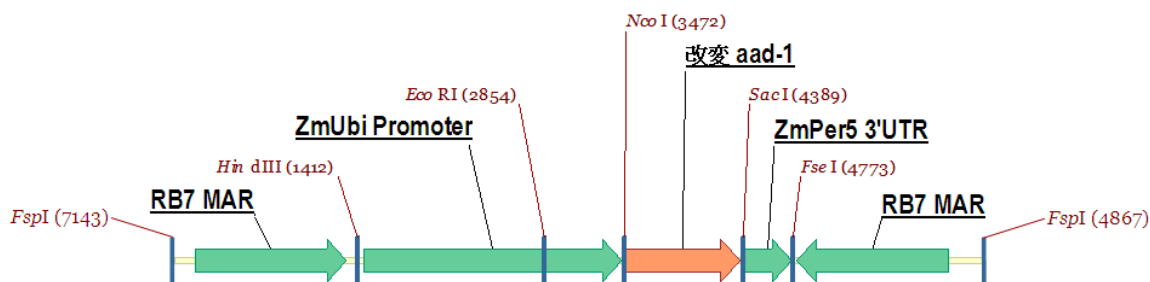 Nco I (3472)
改変 aad-1
Eco RI (2854)
Sac I (4389)
ZmUbi Promoter
ZmPer5 3'UTR
Hin dIII (1412)
Fse I (4773)
RB7 MAR
RB7 MAR
FspI (7143)
FspI (4867)